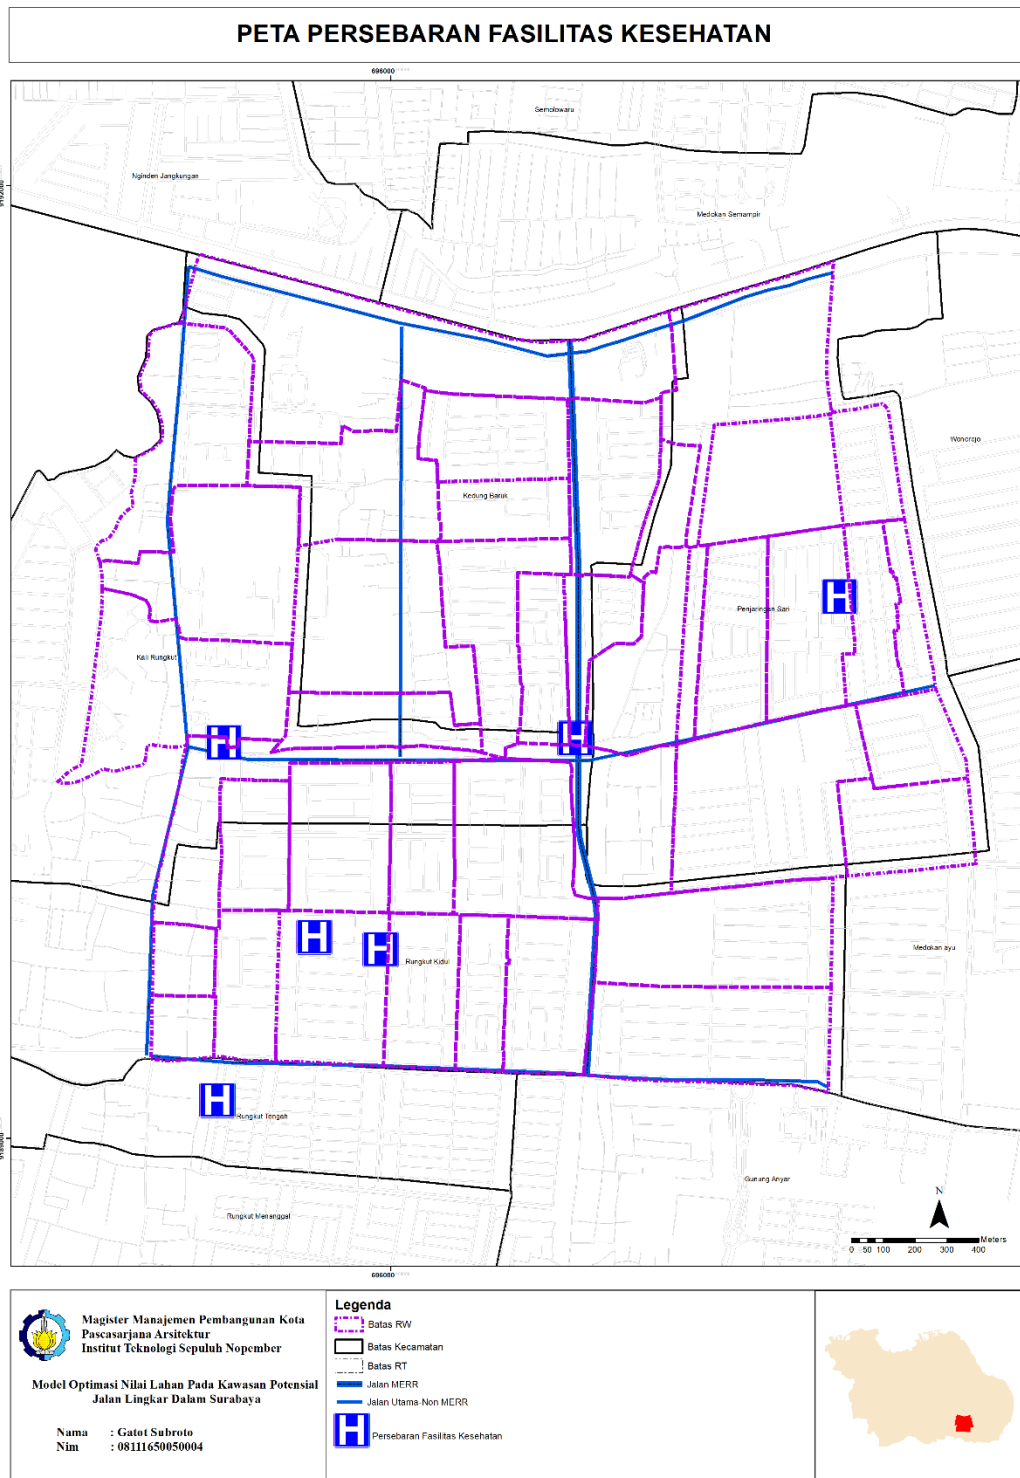 PETA PERSEBARAN FASILITAS KESEHATAN
Semolowaru
Nginden Jangkungan
Medokan Semampir
Wonorejo
Kedung Baruk
Penjaringan Sari
Kali Rungkut
H
H
H
H
H
Rungkut Kidul
Medokan ayu
H
Rungkut Tengah
Gunung Anyar
Rungkut Menanggal
N
Meters
0 50 100 200 300 400
Magister Manajemen Pembangunan Kota
Pascasarjana Arsitektur
Institut Teknologi Sepuluh Nopember
Model Optimasi Nilai Lahan Pada Kawasan Potensial
Jalan Lingkar Dalam Surabaya
Nama : Gatot Subroto
Nim : 08111650050004
Legenda
Batas RW
Batas Kecamatan
Batas RT
Jalan MERR
Jalan Utama-Non MERR
H Persebaran Fasilitas Kesehatan